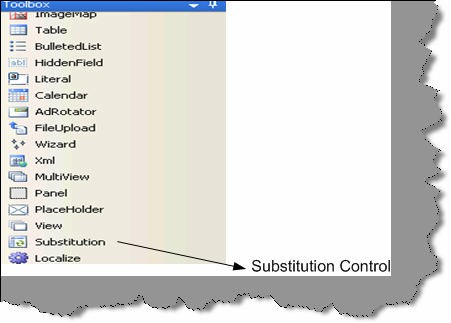 Toolbox
ImageMap
Table
BulletedList
HiddenField
Literal
Calendar
AdRotator
FileUpload
Wizard
Xml
MultiView
Panel
PlaceHolder
View
Substitution
Substitution Control
Localize